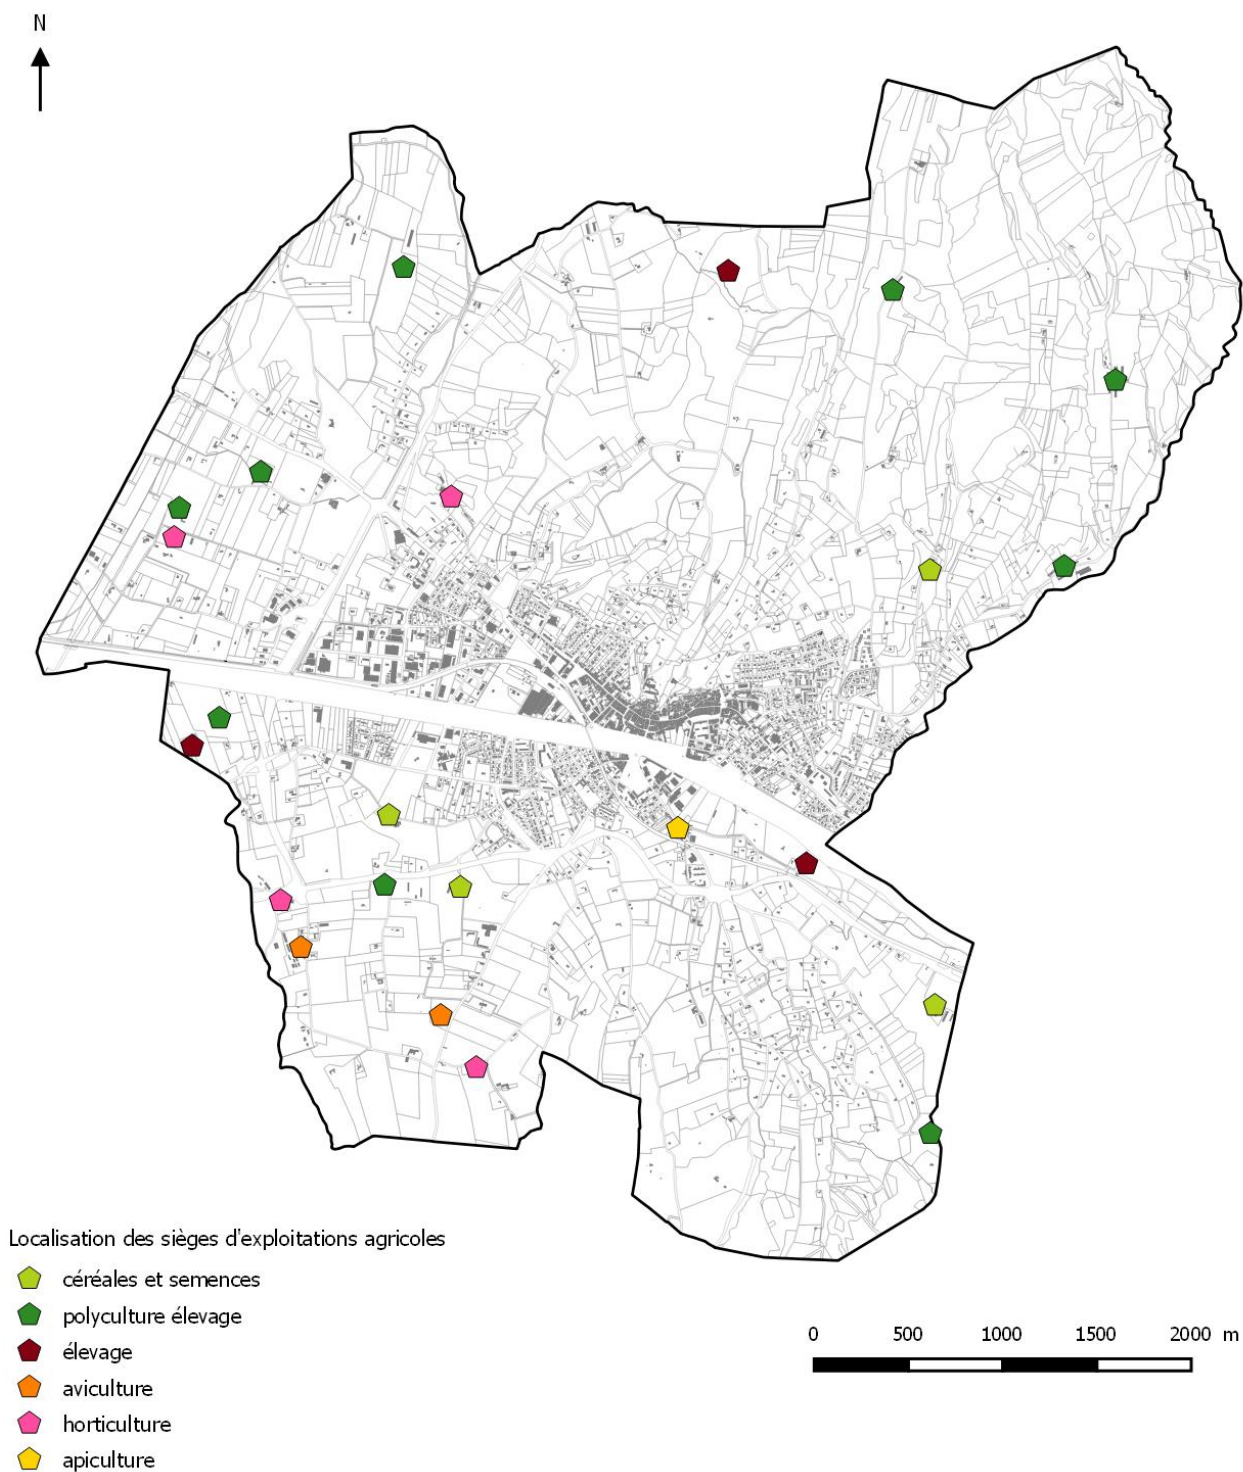 N
Localisation des sièges d'exploitations agricoles
céréales et semences
polyculture élevage
élevage
aviculture
horticulture
apiculture
0 500 1000 1500 2000 m